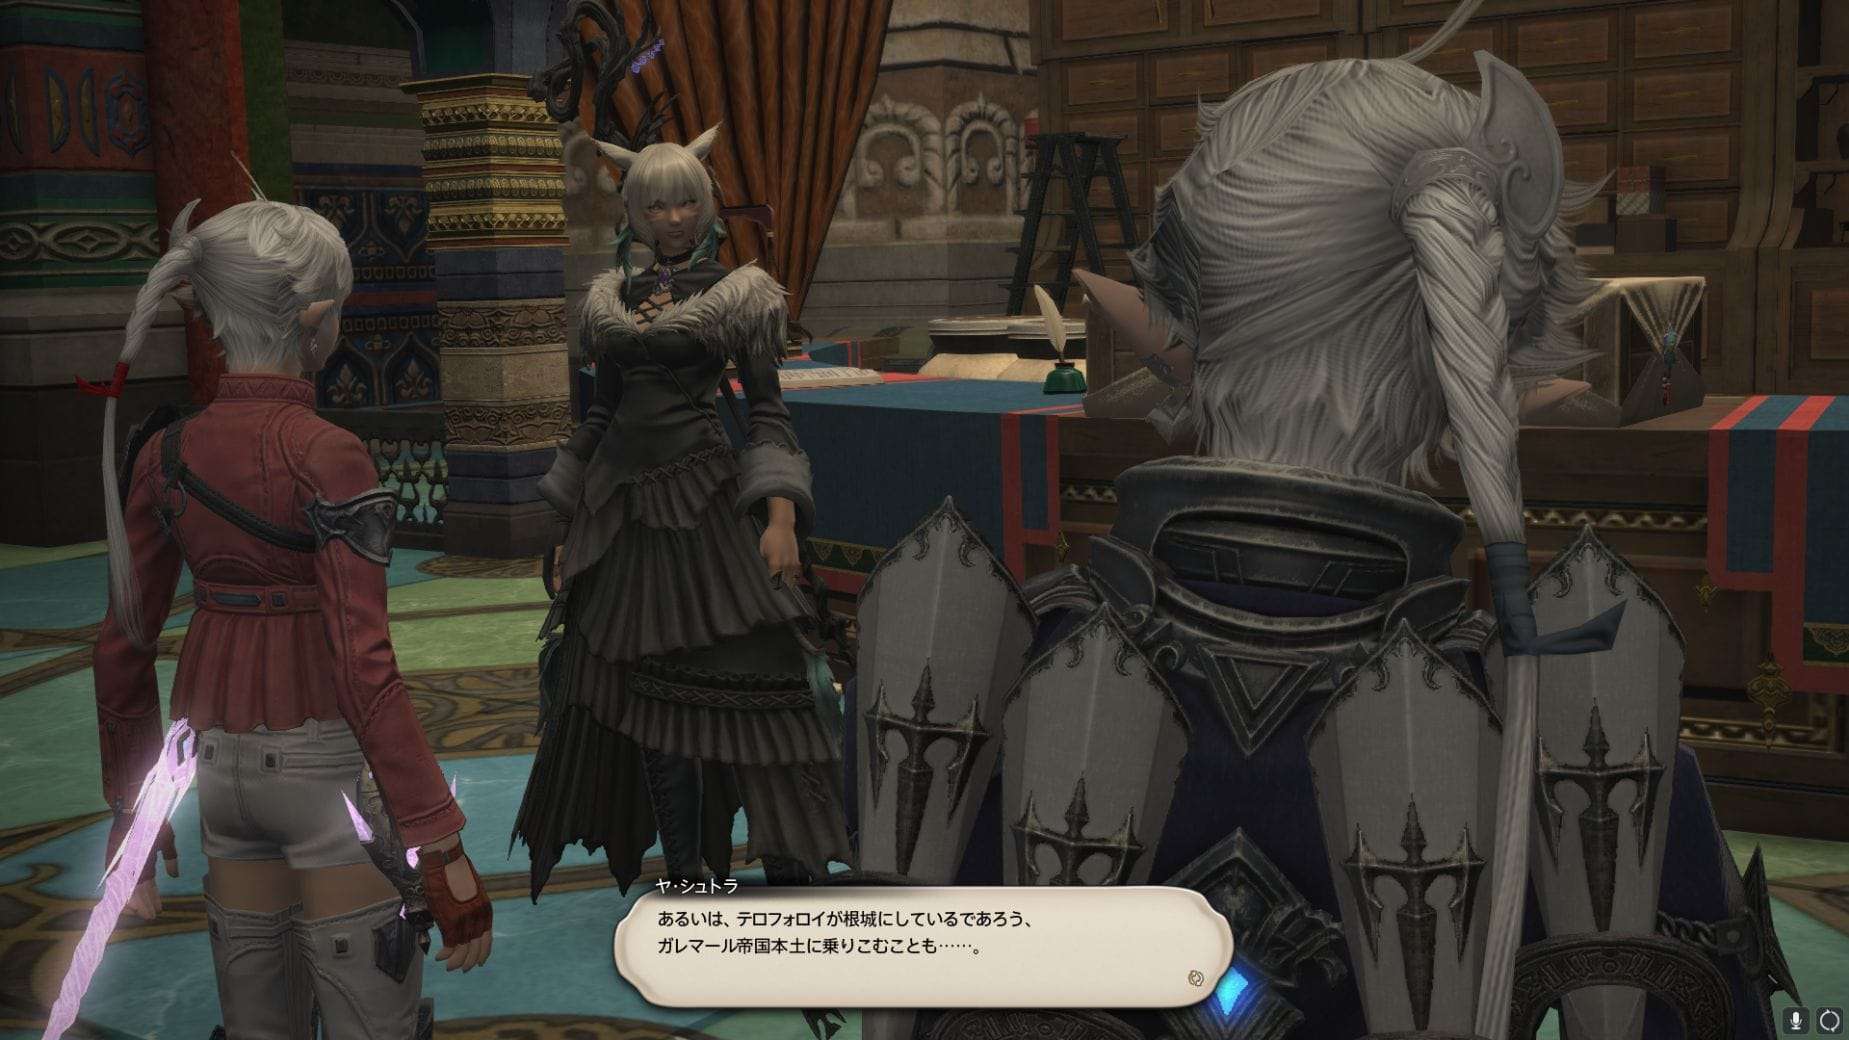 ヤ・シュトラ
あるいは、テロフォロイが根城にしているであろう、
ガレマール帝国本土に乗りこむことも……。